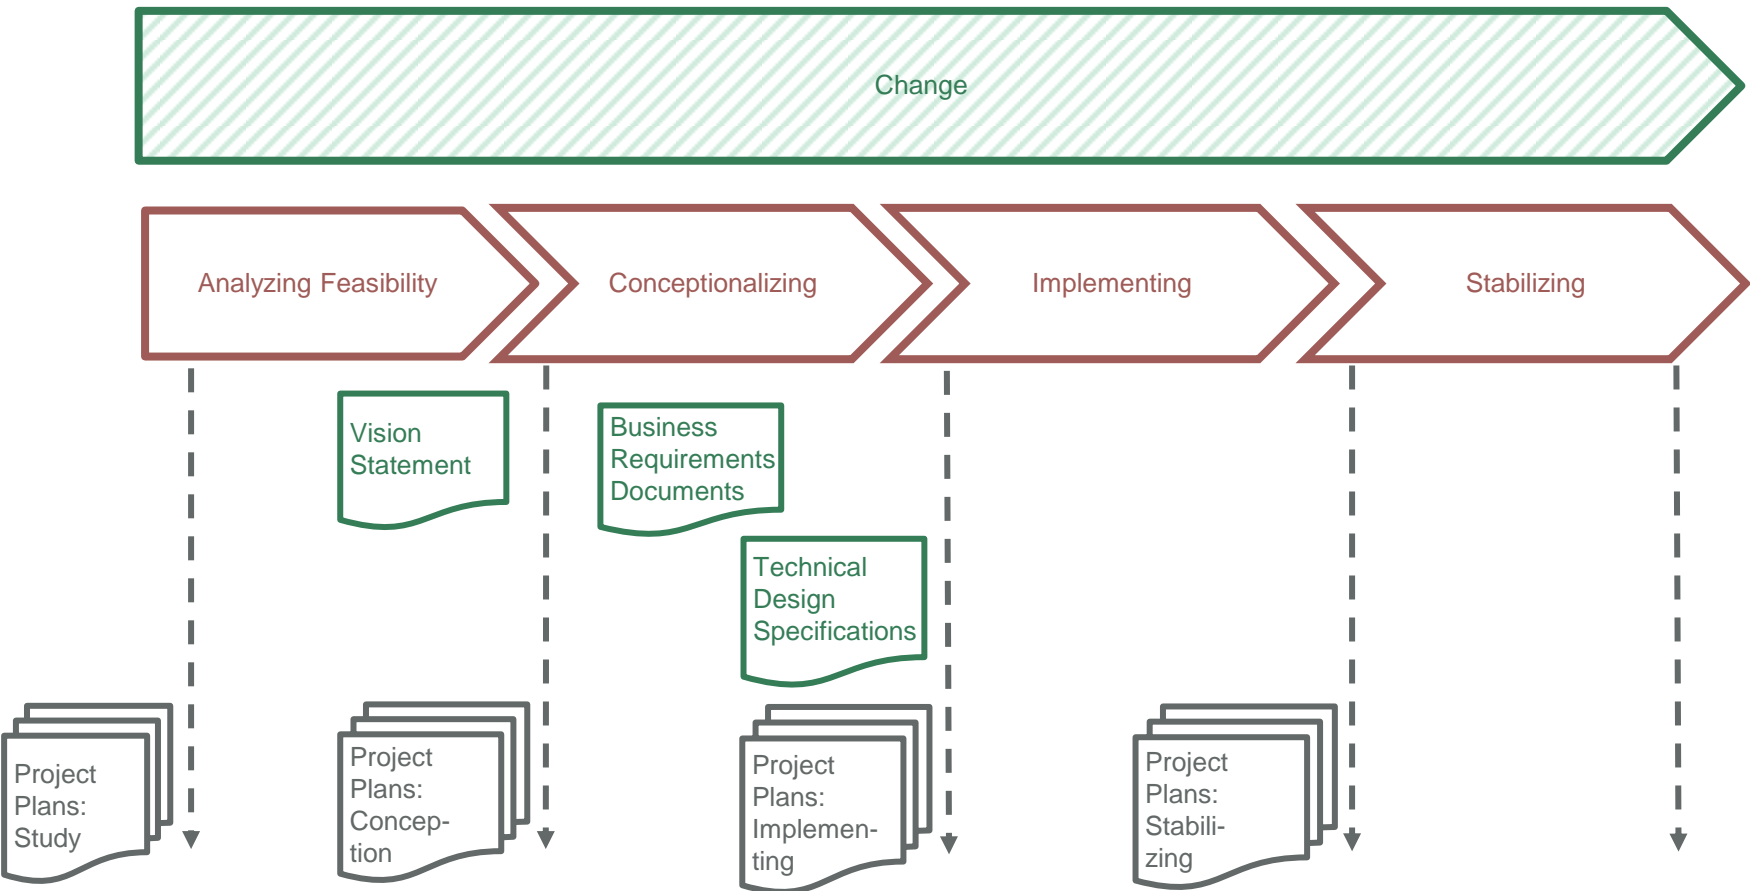 Change
Analyzing Feasibility
Conceptionalizing
Implementing
Stabilizing
Vision
Statement
Business
Requirements
Documents
Technical
Design
Specifications
Project
Plans:
Study
Project
Plans:
Concep-
tion
Project
Plans:
Implemen-
ting
Project
Plans:
Stabili-
zing